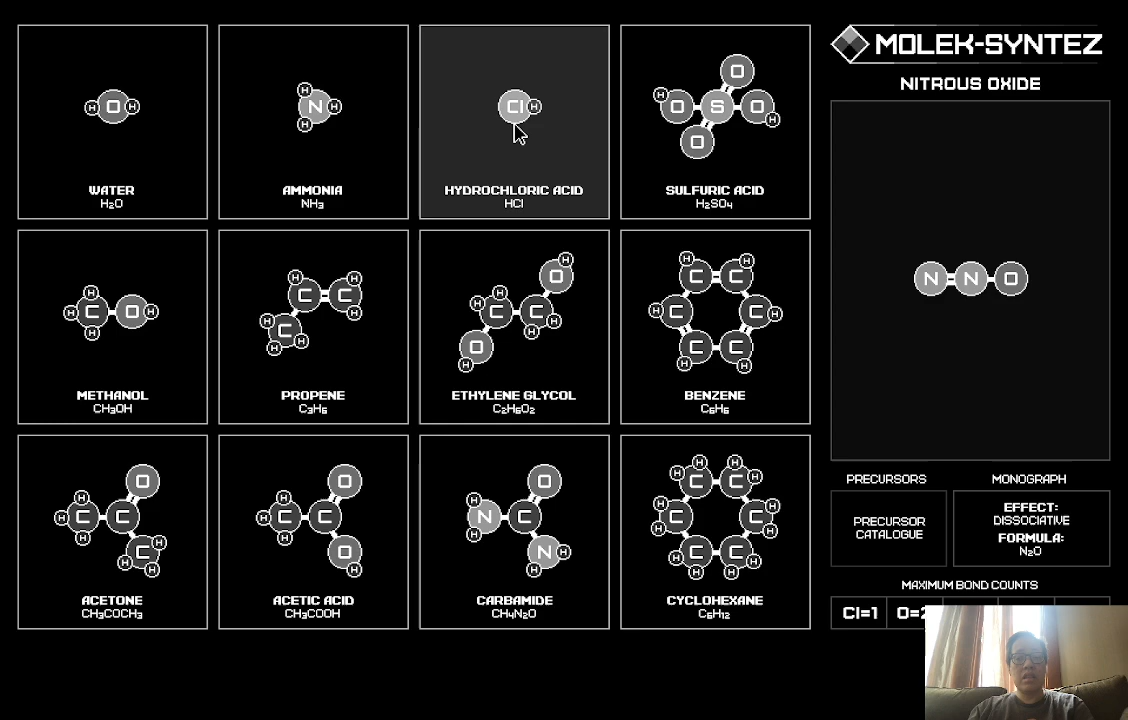 MOLEK-SYNTEZ
NITROUS OXIDE
H O H
WATER
H₂O
H N H H
AMMONIA
NH₃
Cl H
HYDROCHLORIC ACID
HCl
O H O S O H O
SULFURIC ACID
H₂SO₄
H H C O H H
METHANOL
CH₃OH
H H C C H H C H H H
PROPENE
C₃H₆
H O H H C C H H O H
ETHYLENE GLYCOL
C₂H₆O₂
H H C C H C C H C C H H
BENZENE
C₆H₆
N N O
O H H C C H H C H H H
ACETONE
CH₃COCH₃
O H H C C H O H
ACETIC ACID
CH₃COOH
O H N C H N H H
CARBAMIDE
CH₄N₂O
H H H C C H H C C H H H H C C H H H
CYCLOHEXANE
C₆H₁₂
PRECURSORS
MONOGRAPH
PRECURSOR
CATALOGUE
EFFECT:
DISSOCIATIVE
FORMULA:
N₂O
MAXIMUM BOND COUNTS
Cl=1